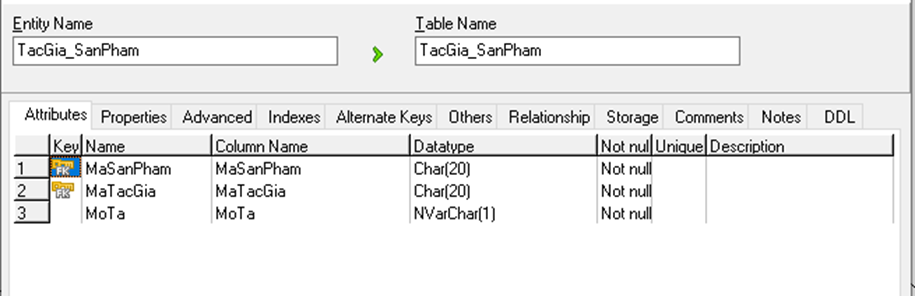 Entity Name Table Name
TacGia_SanPham TacGia_SanPham
Attributes Properties Advanced Indexes Alternate Keys Others Relationship Storage Comments Notes DDL
Key Name Column Name Datatype Not nul Unique Description
1 FK MaSanPham MaSanPham Char(20) Not null
2 FK MaTacGia MaTacGia Char(20) Not null
3 MoTa MoTa NVarChar(1) Not null